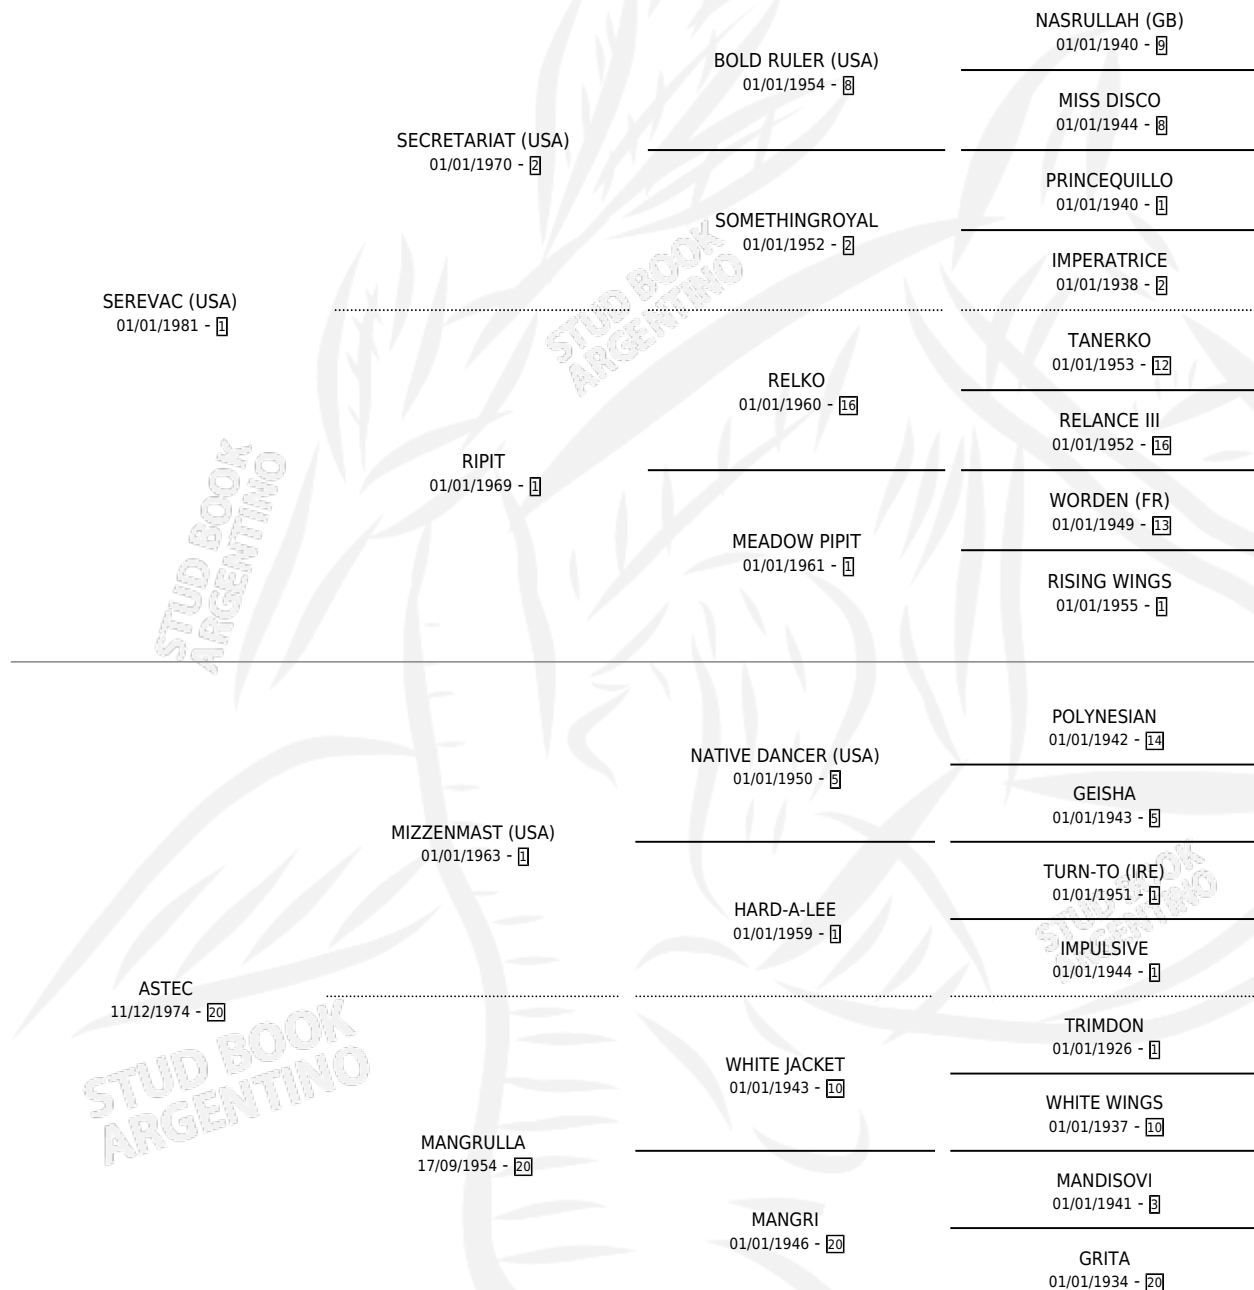 NASRULLAH (GB)
01/01/1940 - 9
BOLD RULER (USA)
01/01/1954 - 8
MISS DISCO
01/01/1944 - 8
SECRETARIAT (USA)
01/01/1970 - 2
PRINCEQUILLO
01/01/1940 - 1
SOMETHINGROYAL
01/01/1952 - 2
IMPERATRICE
01/01/1938 - 2
SEREVAC (USA)
01/01/1981 - 1
TANERKO
01/01/1953 - 12
RELKO
01/01/1960 - 16
RELANCE III
01/01/1952 - 16
RIPIT
01/01/1969 - 1
WORDEN (FR)
01/01/1949 - 13
MEADOW PIPIT
01/01/1961 - 1
RISING WINGS
01/01/1955 - 1
POLYNESIAN
01/01/1942 - 14
NATIVE DANCER (USA)
01/01/1950 - 5
GEISHA
01/01/1943 - 5
MIZZENMAST (USA)
01/01/1963 - 1
TURN-TO (IRE)
01/01/1951 - 1
HARD-A-LEE
01/01/1959 - 1
IMPULSIVE
01/01/1944 - 1
ASTEC
11/12/1974 - 20
TRIMDON
01/01/1926 - 1
WHITE JACKET
01/01/1943 - 10
WHITE WINGS
01/01/1937 - 10
MANGRULLA
17/09/1954 - 20
MANDISOVI
01/01/1941 - 3
MANGRI
01/01/1946 - 20
GRITA
01/01/1934 - 20
STUD BOOK
ARGENTINO
STUD BOOK
ARGENTINO
STUD BOOK
ARGENTINO
STUD BOOK
ARGENTINO